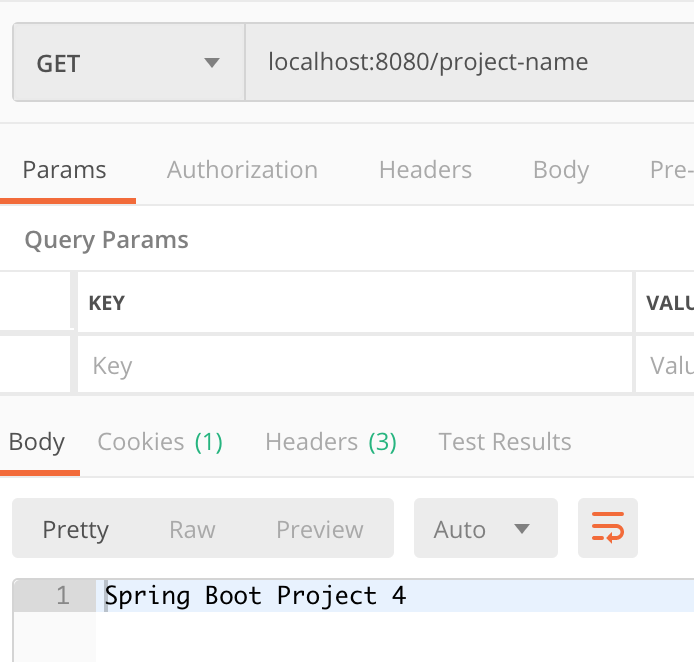 GET localhost:8080/project-name
Params Authorization Headers Body Pre-
Query Params
KEY VALU
Key Valu
Body Cookies (1) Headers (3) Test Results
Pretty Raw Preview Auto
1 Spring Boot Project 4